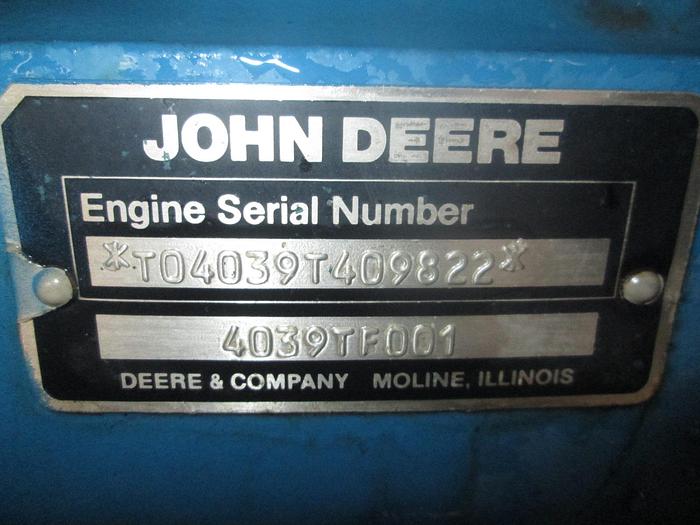 JOHN DEERE
Engine Serial Number
*T04039T409822*
4039TF001
DEERE & COMPANY MOLINE, ILLINOIS